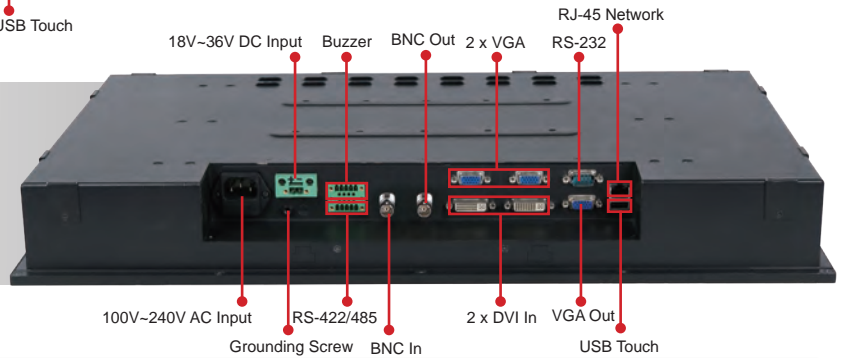 USB Touch
RJ-45 Network
18V~36V DC Input
Buzzer
BNC Out
2 x VGA
RS-232
100V~240V AC Input
RS-422/485
2 x DVI In
VGA Out
Grounding Screw
BNC In
USB Touch